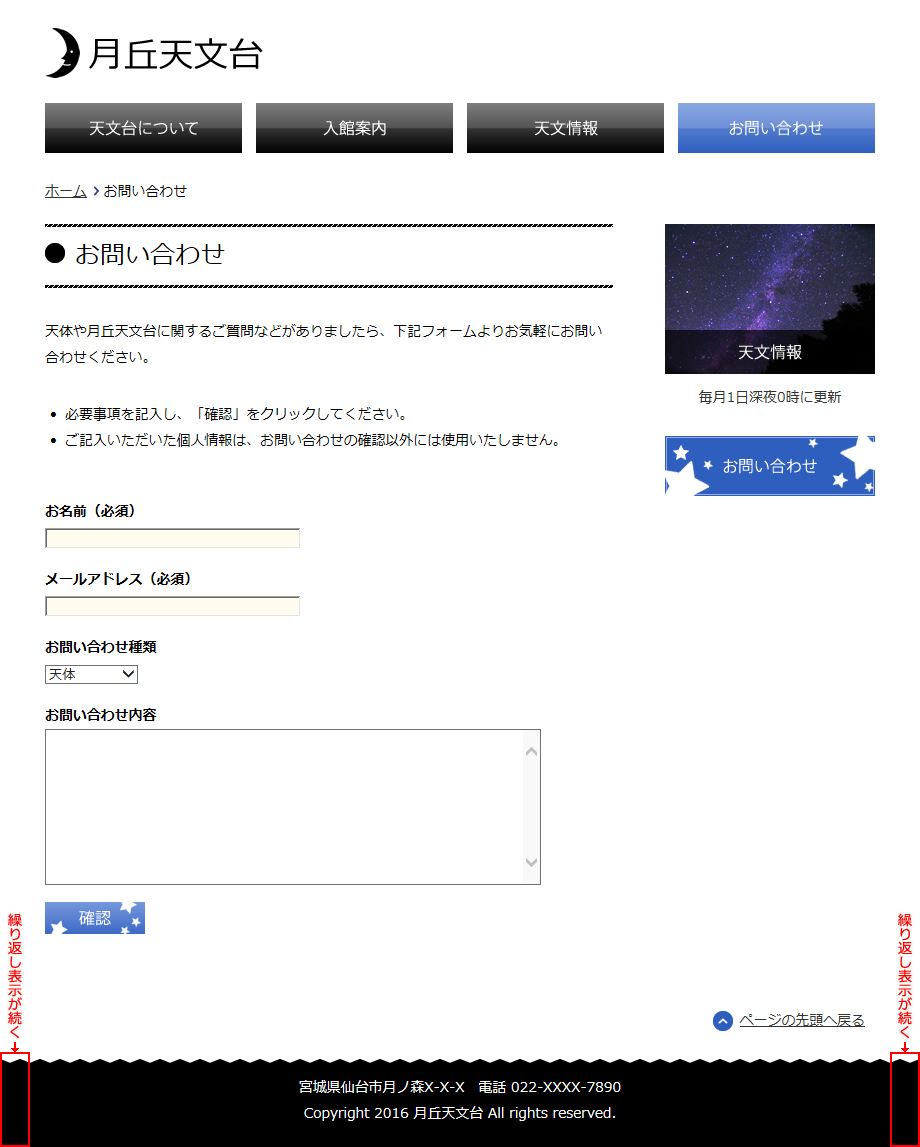 月丘天文台
天文台について
入館案内
天文情報
お問い合わせ
ホーム > お問い合わせ
お問い合わせ
天体や月丘天文台に関するご質問などがありましたら、下記フォームよりお気軽にお問い
合わせください。
• 必要事項を記入し、「確認」をクリックしてください。
• ご記入いただいた個人情報は、お問い合わせの確認以外には使用いたしません。
お名前（必須）
メールアドレス（必須）
お問い合わせ種類
天体
お問い合わせ内容
確認
天文情報
毎月1日深夜0時に更新
お問い合わせ
繰り返し表示が続く→
繰り返し表示が続く→
ページの先頭へ戻る
宮城県仙台市月ノ森X-X-X　電話 022-XXXX-7890
Copyright 2016 月丘天文台 All rights reserved.